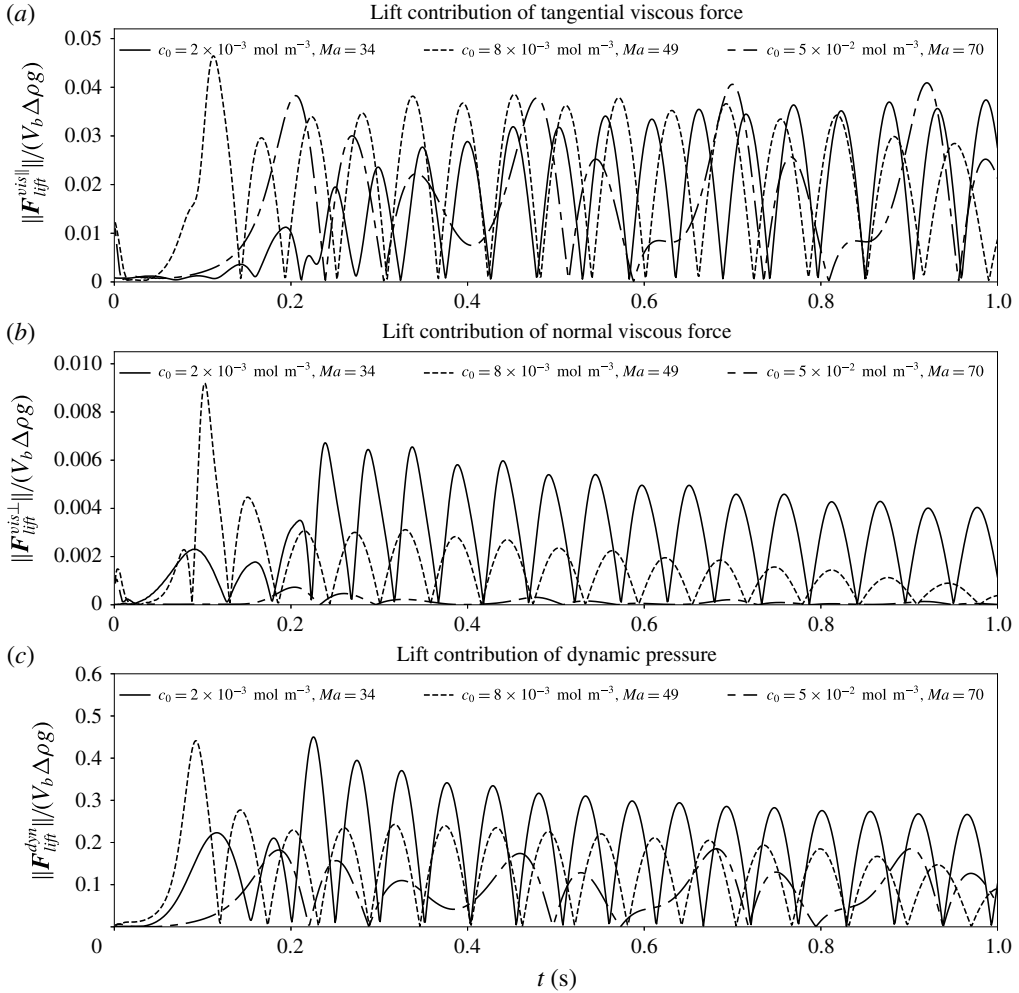 (a) Lift contribution of tangential viscous force
c₀ = 2 × 10⁻³ mol m⁻³, Ma = 34 c₀ = 8 × 10⁻³ mol m⁻³, Ma = 49 c₀ = 5 × 10⁻² mol m⁻³, Ma = 70
||F^{vis||}_{lift}||/(V_b Δρg)
0.05
0.04
0.03
0.02
0.01
0
0 0.2 0.4 0.6 0.8 1.0
(b) Lift contribution of normal viscous force
c₀ = 2 × 10⁻³ mol m⁻³, Ma = 34 c₀ = 8 × 10⁻³ mol m⁻³, Ma = 49 c₀ = 5 × 10⁻² mol m⁻³, Ma = 70
||F^{vis⊥}_{lift}||/(V_b Δρg)
0.010
0.008
0.006
0.004
0.002
0
0 0.2 0.4 0.6 0.8 1.0
(c) Lift contribution of dynamic pressure
c₀ = 2 × 10⁻³ mol m⁻³, Ma = 34 c₀ = 8 × 10⁻³ mol m⁻³, Ma = 49 c₀ = 5 × 10⁻² mol m⁻³, Ma = 70
||F^{dyn}_{lift}||/(V_b Δρg)
0.6
0.5
0.4
0.3
0.2
0.1
0 0.2 0.4 0.6 0.8 1.0
t (s)